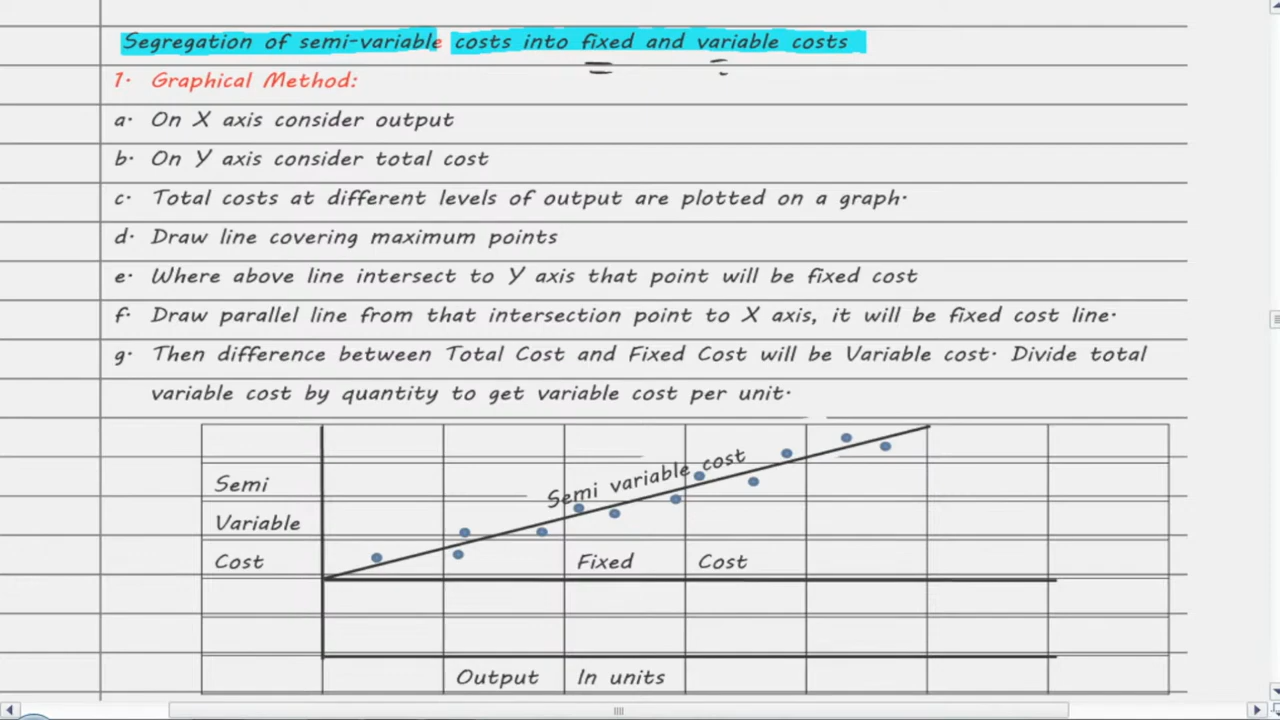 Segregation of semi-variable costs into fixed and variable costs
1. Graphical Method:
a. On X axis consider output
b. On Y axis consider total cost
c. Total costs at different levels of output are plotted on a graph.
d. Draw line covering maximum points
e. Where above line intersect to Y axis that point will be fixed cost
f. Draw parallel line from that intersection point to X axis, it will be fixed cost line.
g. Then difference between Total Cost and Fixed Cost will be Variable cost. Divide total
variable cost by quantity to get variable cost per unit.
Semi variable cost
Semi
Variable
Cost Fixed Cost
Output In units